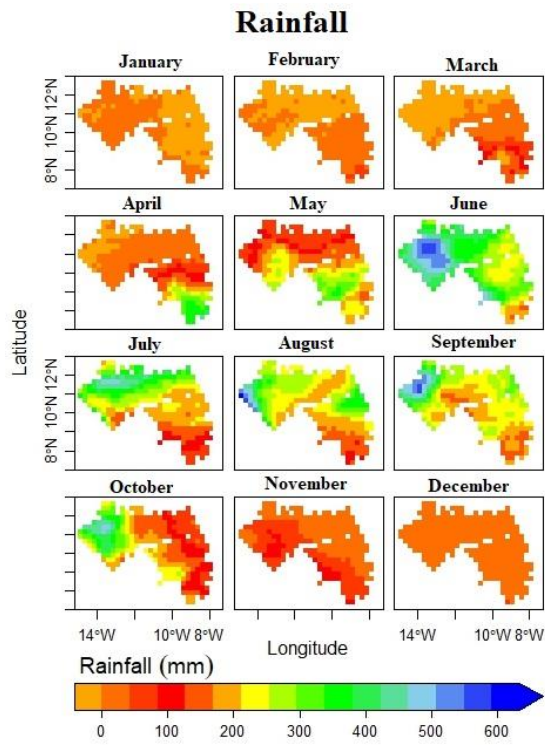 Rainfall
January February March
8°N 10°N 12°N
April May June
Latitude
July August September
8°N 10°N 12°N
October November December
14°W 10°W 8°W 14°W 10°W 8°W
Longitude
Rainfall (mm)
0 100 200 300 400 500 600